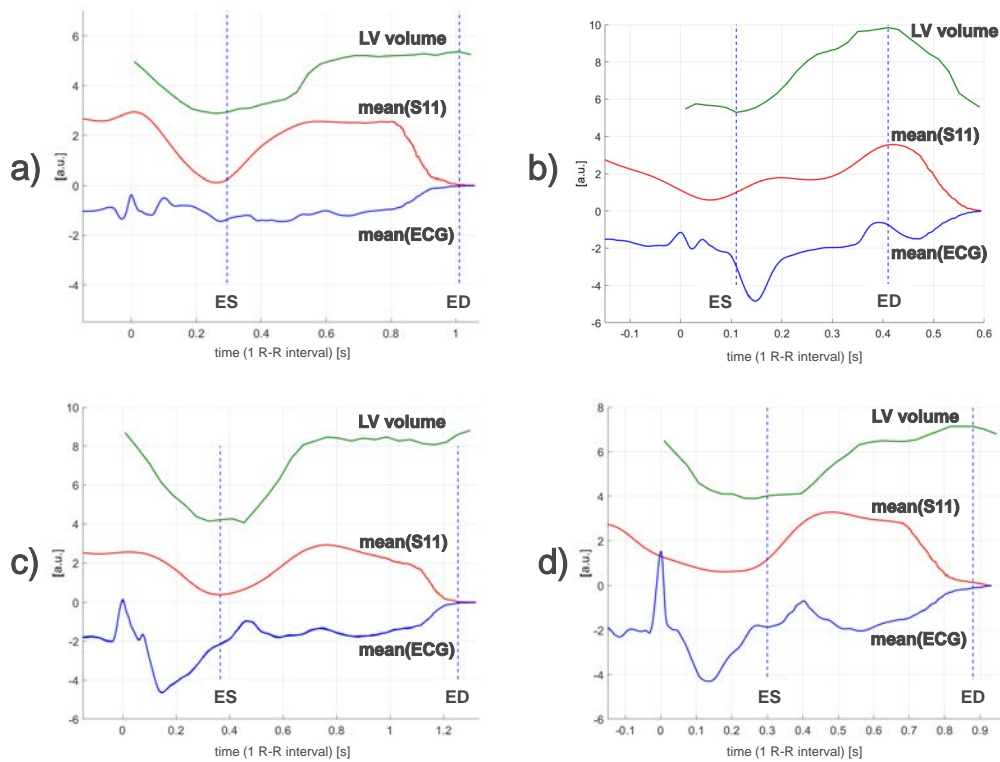 a)
6
4
2
0
-2
-4
[a.u.]
LV volume
mean(S11)
mean(ECG)
ES
ED
0
0.2
0.4
0.6
0.8
1
time (1 R-R interval) [s]
b)
10
8
6
4
2
0
-2
-4
-6
[a.u.]
LV volume
mean(S11)
mean(ECG)
ES
ED
-0.1
0
0.1
0.2
0.3
0.4
0.5
0.6
time (1 R-R interval) [s]
c)
10
8
6
4
2
0
-2
-4
-6
[a.u.]
LV volume
mean(S11)
mean(ECG)
ES
ED
0
0.2
0.4
0.6
0.8
1
1.2
time (1 R-R interval) [s]
d)
8
6
4
2
0
-2
-4
-6
[a.u.]
LV volume
mean(S11)
mean(ECG)
ES
ED
-0.1
0
0.1
0.2
0.3
0.4
0.5
0.6
0.7
0.8
0.9
time (1 R-R interval) [s]